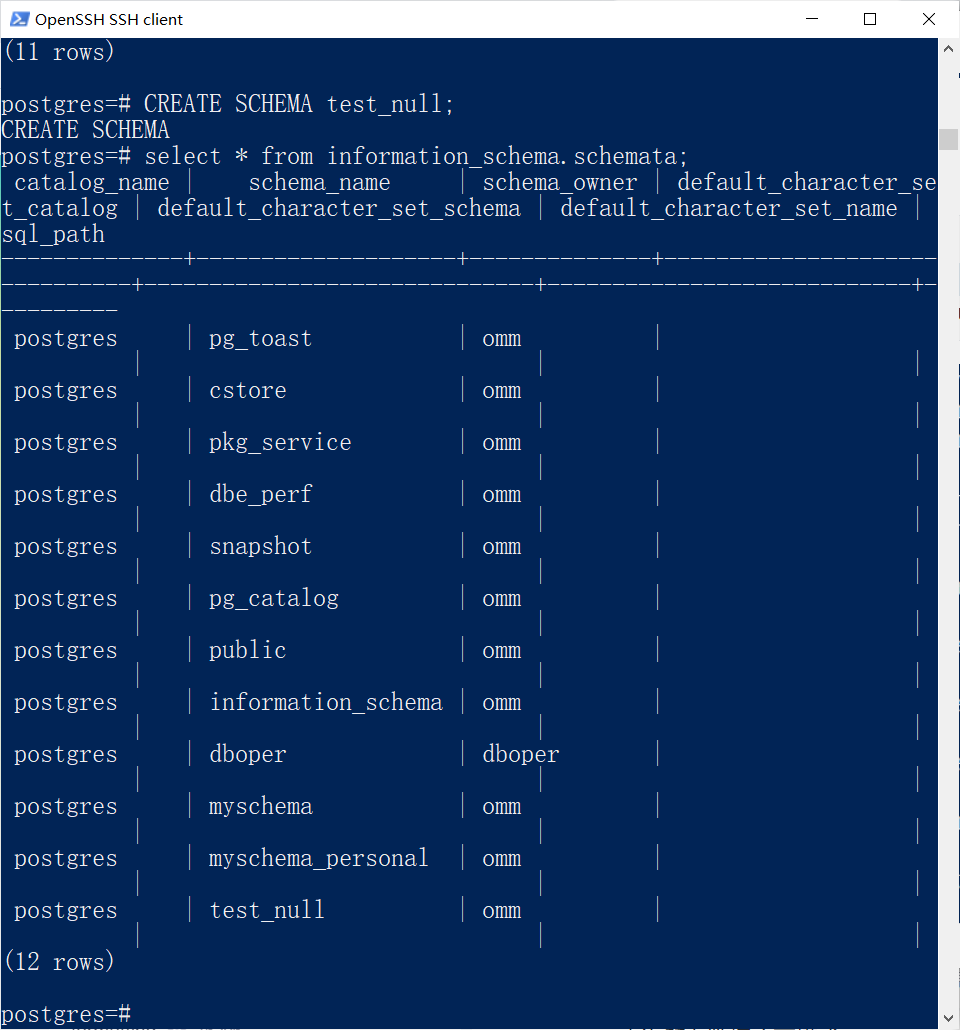 OpenSSH SSH client
(11 rows)
postgres=# CREATE SCHEMA test_null;
CREATE SCHEMA
postgres=# select * from information_schema.schemata;
 catalog_name |    schema_name     | schema_owner | default_character_se
t_catalog | default_character_set_schema | default_character_set_name |
sql_path
--------------+--------------------+--------------+---------------------
----------+------------------------------+----------------------------+-
---------
 postgres     | pg_toast           | omm          |
          |                              |                            |
 postgres     | cstore             | omm          |
          |                              |                            |
 postgres     | pkg_service        | omm          |
          |                              |                            |
 postgres     | dbe_perf           | omm          |
          |                              |                            |
 postgres     | snapshot           | omm          |
          |                              |                            |
 postgres     | pg_catalog         | omm          |
          |                              |                            |
 postgres     | public             | omm          |
          |                              |                            |
 postgres     | information_schema | omm          |
          |                              |                            |
 postgres     | dboper             | dboper       |
          |                              |                            |
 postgres     | myschema           | omm          |
          |                              |                            |
 postgres     | myschema_personal  | omm          |
          |                              |                            |
 postgres     | test_null          | omm          |
          |                              |                            |
(12 rows)
postgres=#